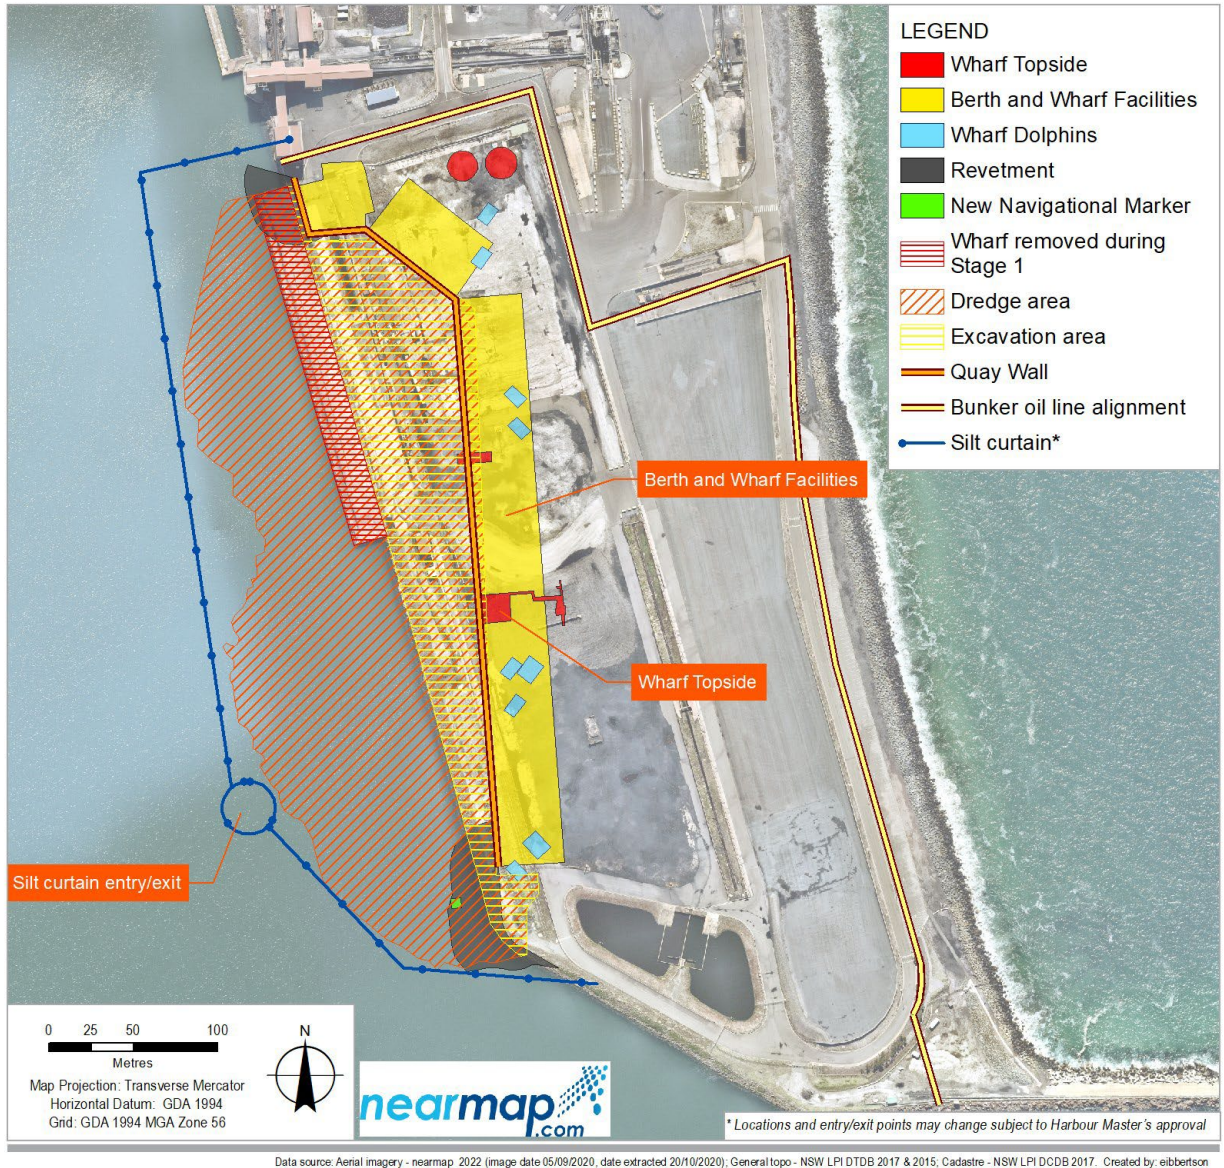 LEGEND
Wharf Topside
Berth and Wharf Facilities
Wharf Dolphins
Revetment
New Navigational Marker
Wharf removed during
Stage 1
Dredge area
Excavation area
Quay Wall
Bunker oil line alignment
Silt curtain*
Berth and Wharf Facilities
Wharf Topside
Silt curtain entry/exit
0 25 50 100
Metres
Map Projection: Transverse Mercator
Horizontal Datum: GDA 1994
Grid: GDA 1994 MGA Zone 56
N
nearmap
.com
* Locations and entry/exit points may change subject to Harbour Master's approval
Data source: Aerial imagery - nearmap 2022 (image date 05/09/2020, date extracted 20/10/2020); General topo - NSW LPI DTDB 2017 & 2015; Cadastre - NSW LPI DCDB 2017. Created by: eibbertson